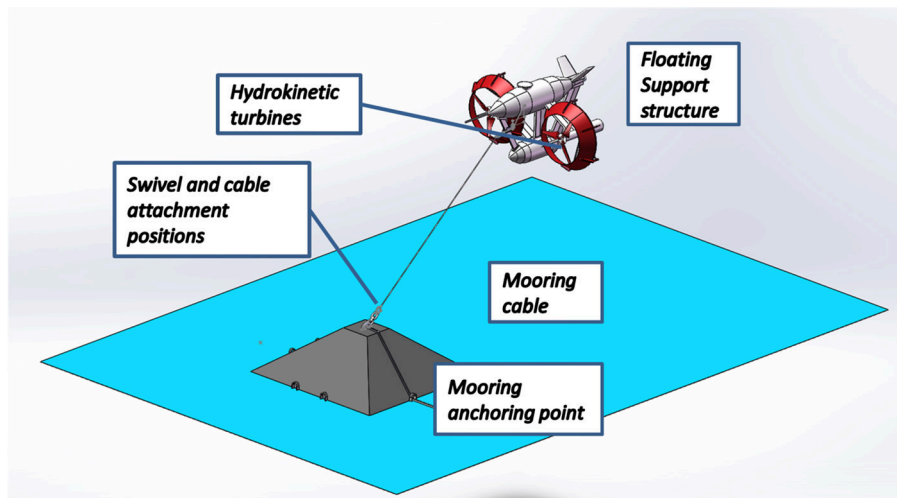 Hydrokinetic
turbines
Floating
Support
structure
Swivel and cable
attachment
positions
Mooring
cable
Mooring
anchoring point